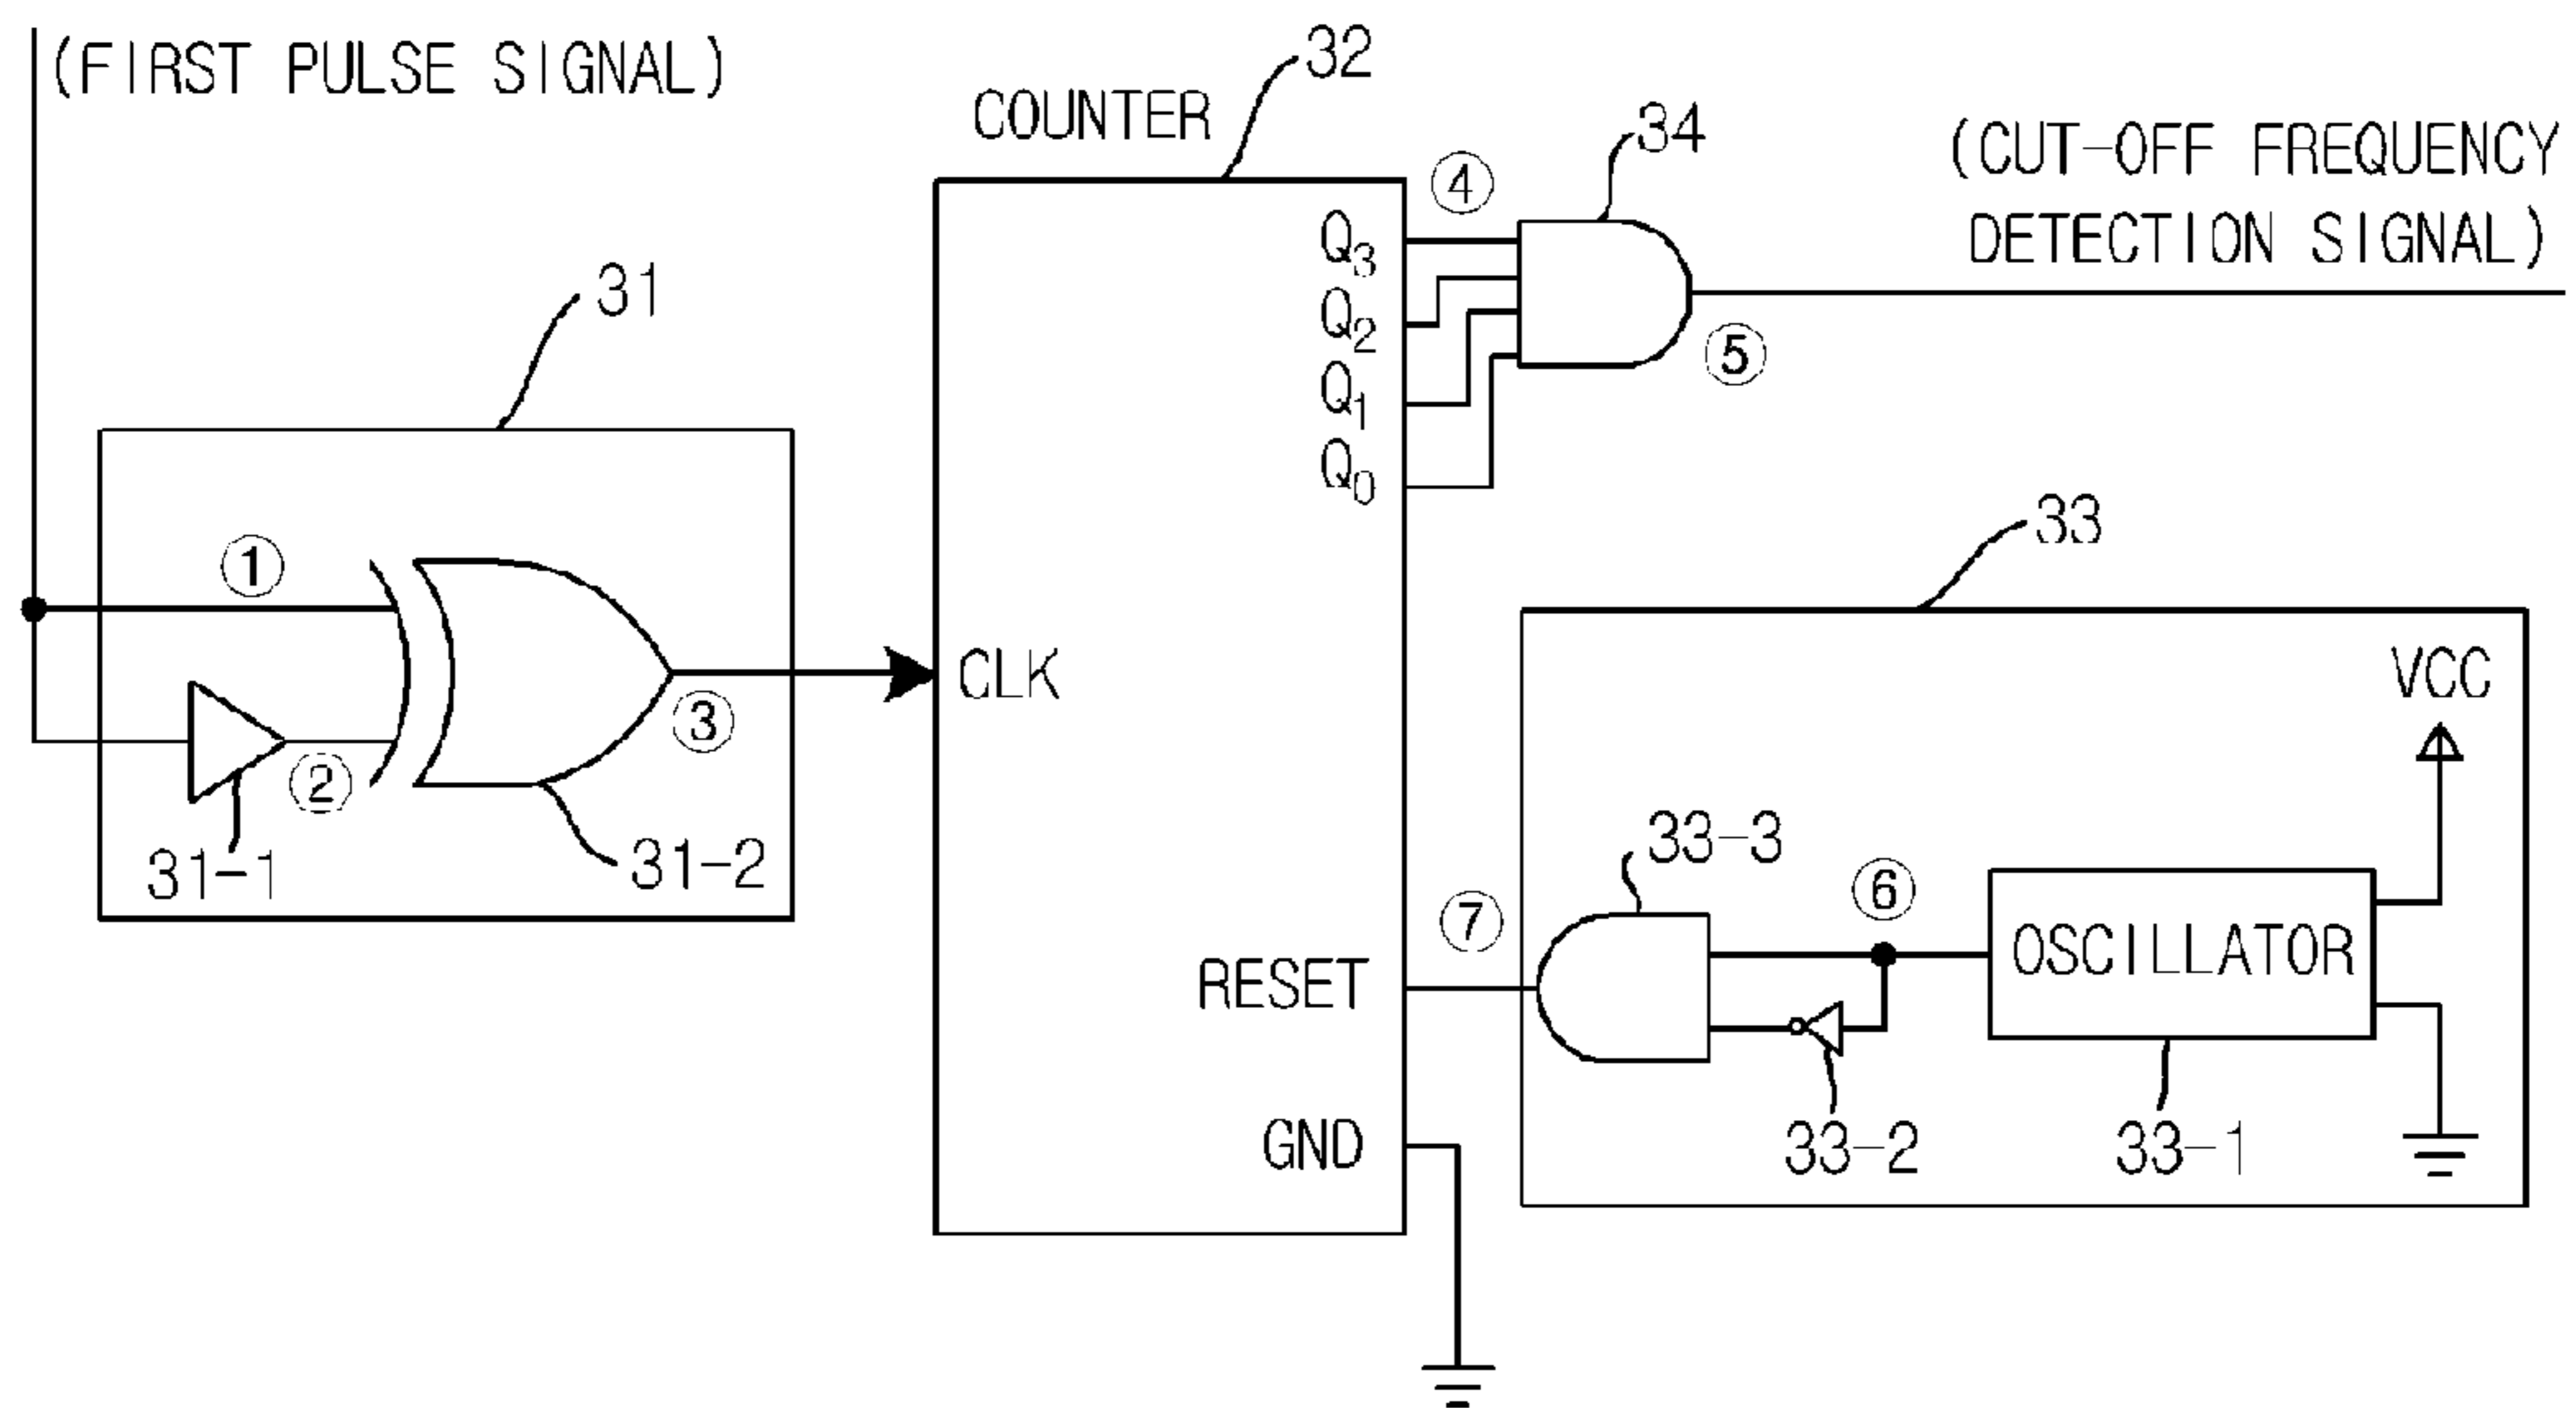 (FIRST PULSE SIGNAL)
32
COUNTER
34
(CUT-OFF FREQUENCY
DETECTION SIGNAL)
④
Q3
Q2
Q1
Q0
⑤
31
33
①
CLK
③
②
31-1
31-2
VCC
33-3
⑥
⑦
OSCILLATOR
RESET
GND
33-2
33-1